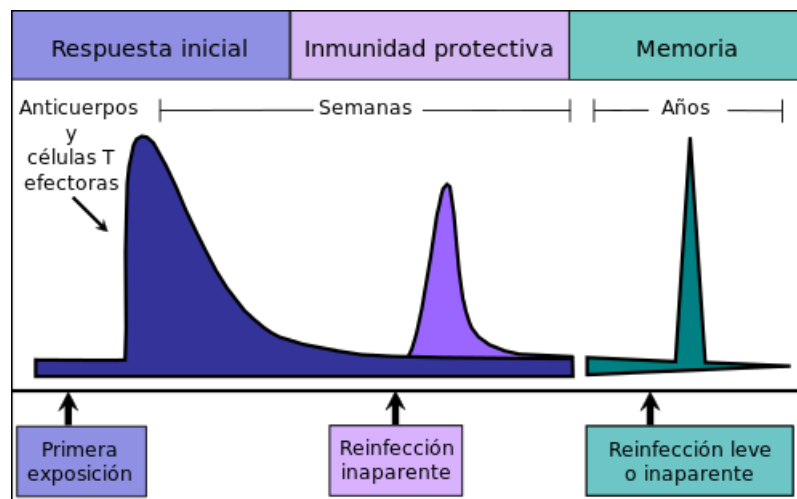 Respuesta inicial
Inmunidad protectiva
Memoria
Anticuerpos
y
células T
efectoras
Semanas
Años
Primera
exposición
Reinfección
inaparente
Reinfección leve
o inaparente